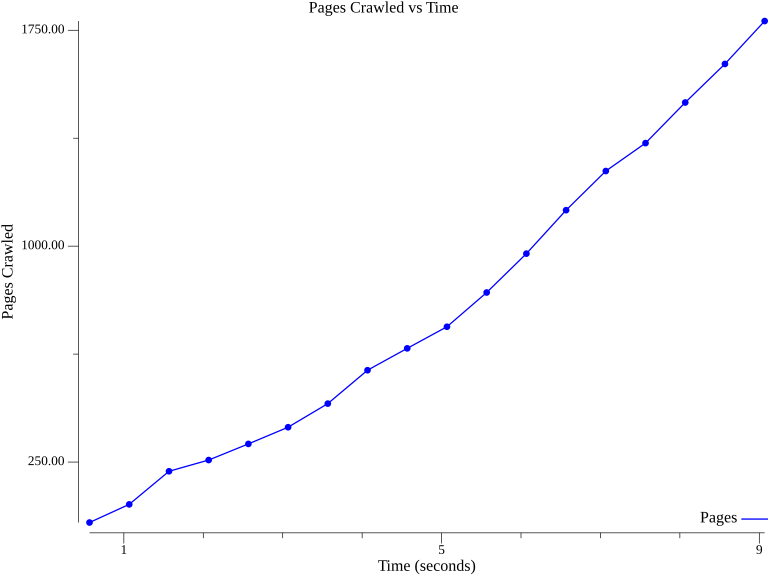 Pages Crawled vs Time
1750.00
1000.00
250.00
Pages Crawled
Pages
1 5 9
Time (seconds)